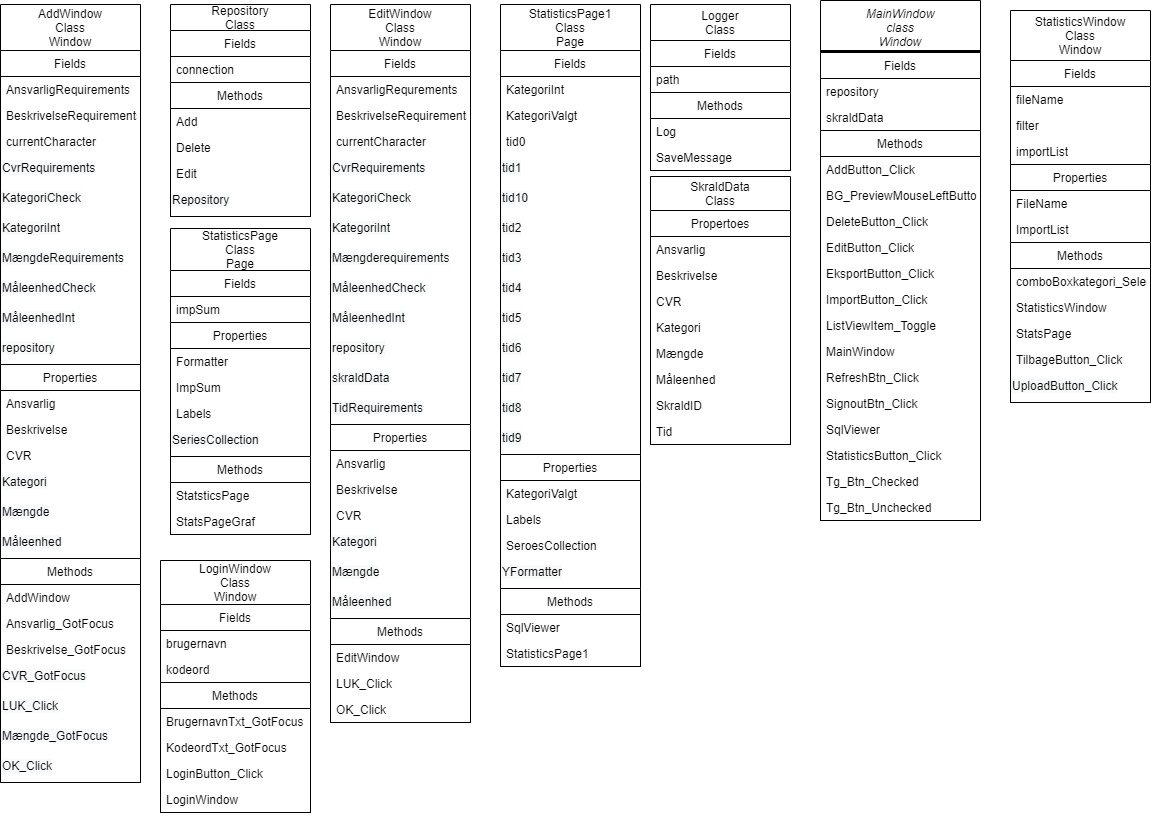 AddWindow
Class
Window
Fields
AnsvarligRequirements
BeskrivelseRequirement
currentCharacter
CvrRequirements
KategoriCheck
KategoriInt
MængdeRequirements
MåleenhedCheck
MåleenhedInt
repository
Properties
Ansvarlig
Beskrivelse
CVR
Kategori
Mængde
Måleenhed
Methods
AddWindow
Ansvarlig_GotFocus
Beskrivelse_GotFocus
CVR_GotFocus
LUK_Click
Mængde_GotFocus
OK_Click
Repository
Class
Fields
connection
Methods
Add
Delete
Edit
Repository
StatisticsPage
Class
Page
Fields
impSum
Properties
Formatter
ImpSum
Labels
SeriesCollection
Methods
StatsticsPage
StatsPageGraf
LoginWindow
Class
Window
Fields
brugernavn
kodeord
Methods
BrugernavnTxt_GotFocus
KodeordTxt_GotFocus
LoginButton_Click
LoginWindow
EditWindow
Class
Window
Fields
AnsvarligRequrements
BeskrivelseRequirement
currentCharacter
CvrRequirements
KategoriCheck
KategoriInt
Mængderequirements
MåleenhedCheck
MåleenhedInt
repository
skraldData
TidRequirements
Properties
Ansvarlig
Beskrivelse
CVR
Kategori
Mængde
Måleenhed
Methods
EditWindow
LUK_Click
OK_Click
StatisticsPage1
Class
Page
Fields
KategoriInt
KategoriValgt
tid0
tid1
tid10
tid2
tid3
tid4
tid5
tid6
tid7
tid8
tid9
Properties
KategoriValgt
Labels
SeroesCollection
YFormatter
Methods
SqlViewer
StatisticsPage1
Logger
Class
Fields
path
Methods
Log
SaveMessage
SkraldData
Class
Propertoes
Ansvarlig
Beskrivelse
CVR
Kategori
Mængde
Måleenhed
SkraldID
Tid
MainWindow
class
Window
Fields
repository
skraldData
Methods
AddButton_Click
BG_PreviewMouseLeftButto
DeleteButton_Click
EditButton_Click
EksportButton_Click
ImportButton_Click
ListViewItem_Toggle
MainWindow
RefreshBtn_Click
SignoutBtn_Click
SqlViewer
StatisticsButton_Click
Tg_Btn_Checked
Tg_Btn_Unchecked
StatisticsWindow
Class
Window
Fields
fileName
filter
importList
Properties
FileName
ImportList
Methods
comboBoxkategori_Sele
StatisticsWindow
StatsPage
TilbageButton_Click
UploadButton_Click